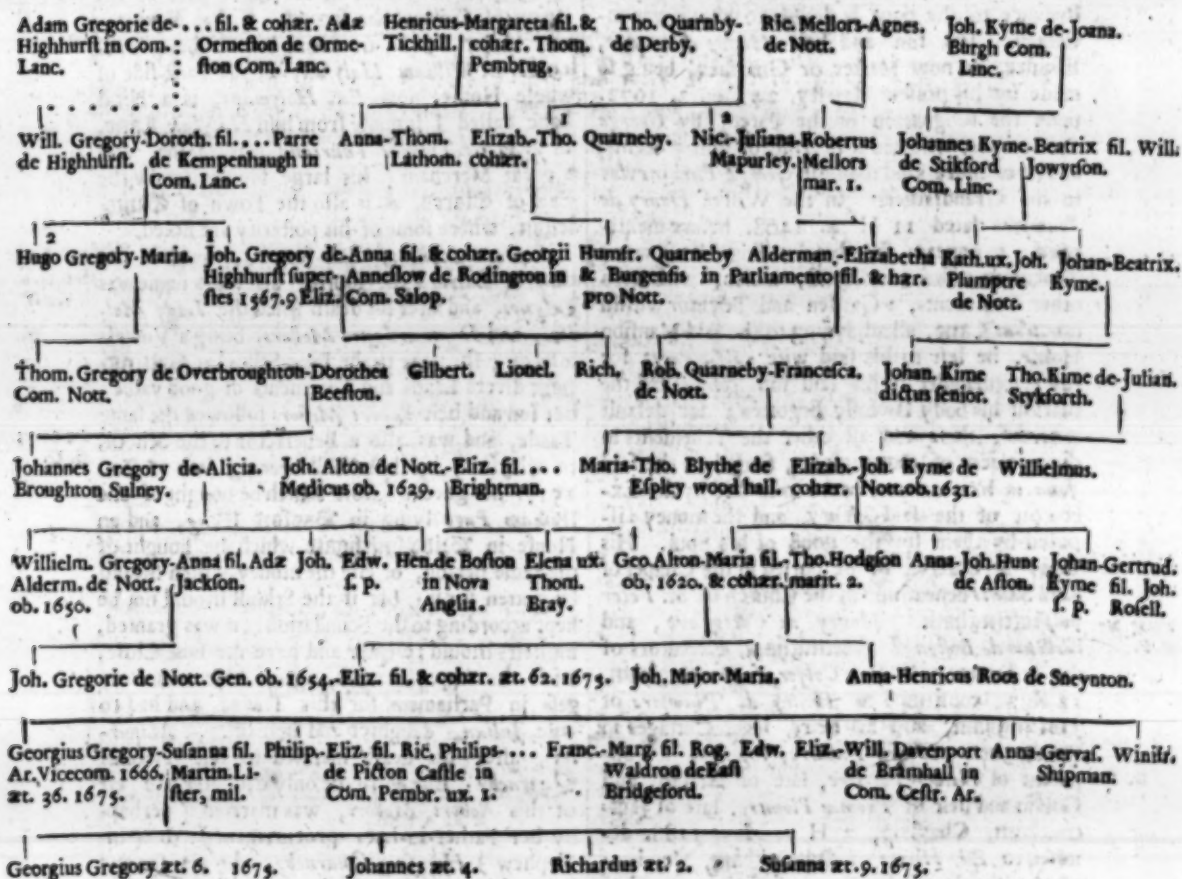 Adam Gregorie de-.... fil. & cohær. Adæ Henricus-Margareta fil. & Tho. Quarnby- Ric. Mellors-Agnes. Joh. Kyme de-Joana.
Highhurſt in Com. Ormeſton de Orme- Tickhill. cohær. Thom. de Derby. de Nott. Burgh Com.
Lanc. ſton Com. Lanc. Pembrug. Linc.
1 2
Will. Gregory-Doroth. fil.... Parre Anna-Thom. Elizab.-Tho. Quarneby. Nic.-Juliana-Robertus Johannes Kyme-Beatrix fil. Will.
de Highhurſt. de Kempenhaugh in Lathom. cohær. Mapurley. Mellors de Stikford Jowyſon.
Com. Lanc. mar. 1. Com. Linc.
2 1
Hugo Gregory-Maria. Joh. Gregory de-Anna fil. & cohær. Georgii Humfr. Quarneby Alderman,-Elizabetha Kath.ux.Joh. Johan-Beatrix.
Highhurſt ſuper- Anneſlow de Rodington in & Burgenſis in Parliamento fil. & hær. Plumptre Kyme.
ſtes 1567.9 Eliz. Com. Salop. pro Nott. de Nott.
Thom. Gregory de Overbroughton-Dorothea Gilbert. Lionel. Rich. Rob. Quarneby-Franceſca. Johan. Kime Tho.Kime de-Julian.
Com. Nott. Beeſton. de Nott. dictus ſenior. Stykforth.
Johannes Gregory de-Alicia. Joh. Alton de Nott.-Eliz. fil.... Maria-Tho. Blythe de Elizab.-Joh. Kyme de Willielmus.
Broughton Sulney. Medicus ob. 1629. Brightman. Eſpley wood hall. cohær. Nott.ob.1631.
Willielm. Gregory-Anna fil. Adæ Joh. Edw. Hen.de Boſton Elena ux. Geo. Alton-Maria fil.-Tho.Hodgſon Anna-Joh.Hunt Johan-Gertrud.
Alderm. de Nott. Jackſon. ſ. p. in Nova Thom. ob. 1620. & cohær. marit. 2. de Aſton. Kyme fil. Joh.
ob. 1650. Anglia. Bray. ſ. p. Roſell.
Joh. Gregorie de Nott. Gen. ob. 1654.-Eliz. fil. & cohær. æt. 62. 1675. Joh. Major-Maria. Anna-Henricus Roos de Sneynton.
Georgius Gregory-Suſanna fil. Philip.-Eliz. fil. Ric. Philips-... Franc.-Marg. fil. Rog. Edw. Eliz.-Will. Davenport Anna-Gervaſ. Winifr.
Ar. Vicecom. 1666. Martin. Li- de Picton Caſtle in Waldron de Eaſt de Bramhall in Shipman.
æt. 36. 1675. ſter, mil. Com. Pembr. ux. 1. Bridgeford. Com. Ceſtr. Ar.
Georgius Gregory æt. 6. 1675. Johannes æt. 4. Richardus æt. 2. Suſanna æt. 9. 1675.